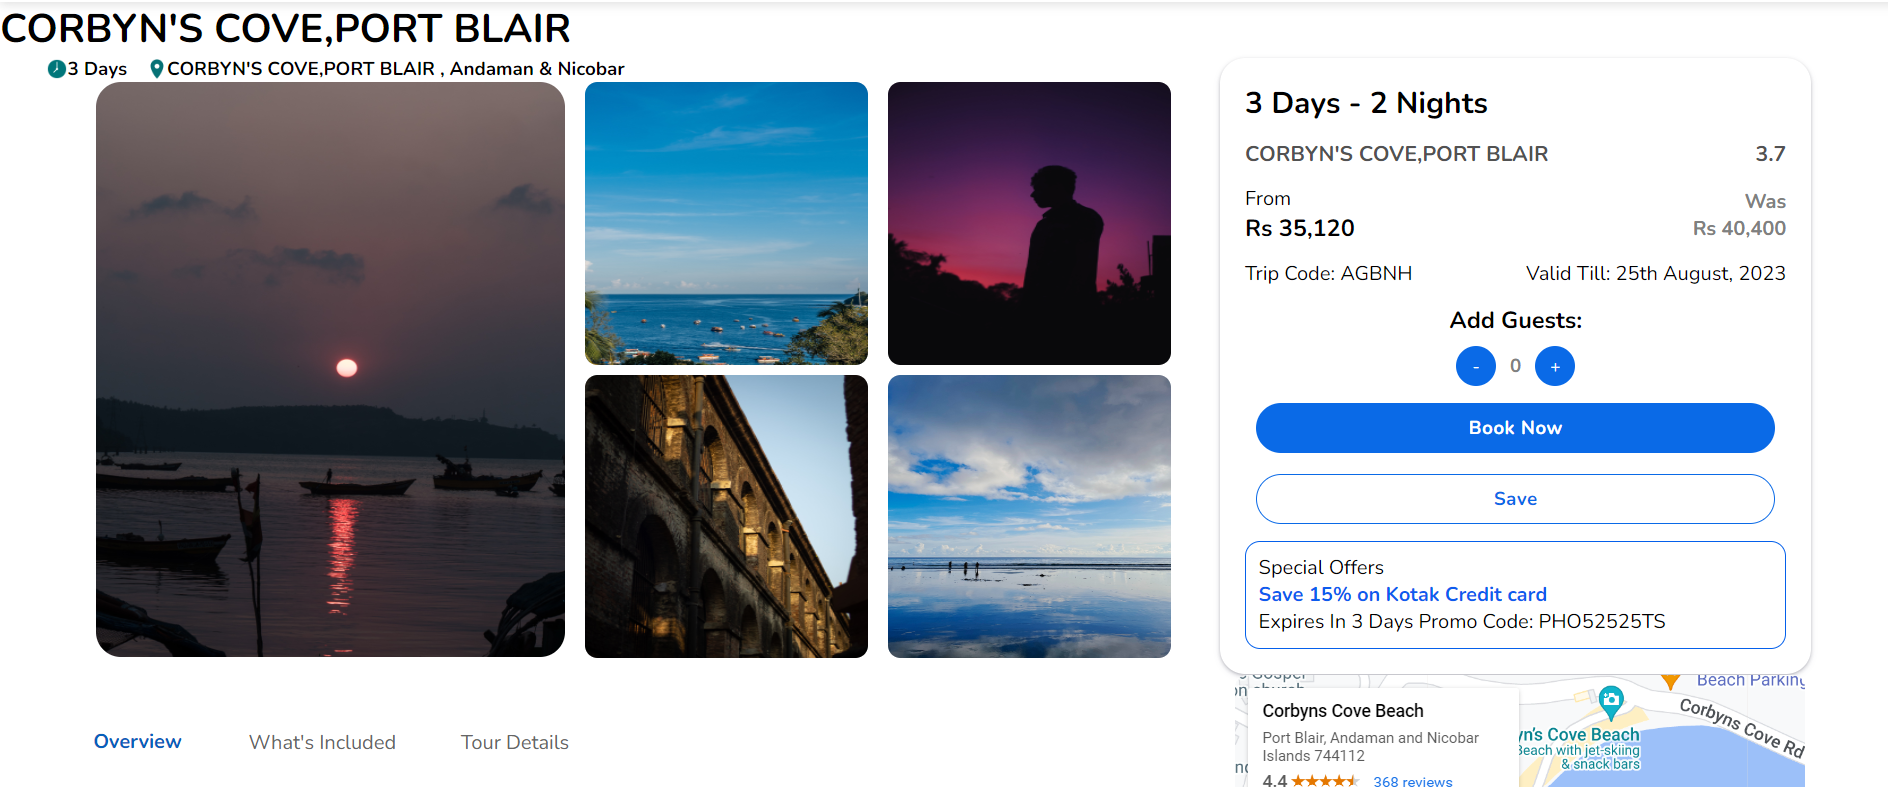 CORBYN'S COVE,PORT BLAIR
3 Days CORBYN'S COVE,PORT BLAIR , Andaman & Nicobar
3 Days - 2 Nights
CORBYN'S COVE,PORT BLAIR 3.7
From Was
Rs 35,120 Rs 40,400
Trip Code: AGBNH Valid Till: 25th August, 2023
Add Guests:
- 0 +
Book Now
Save
Special Offers
Save 15% on Kotak Credit card
Expires In 3 Days Promo Code: PHO52525TS
Overview What's Included Tour Details
Beach Parking
Corbyns Cove Rd
Corbyns Cove Beach
Port Blair, Andaman and Nicobar
Islands 744112
4.4 368 reviews
Cove Beach
Beach with jet-skiing
& snack bars